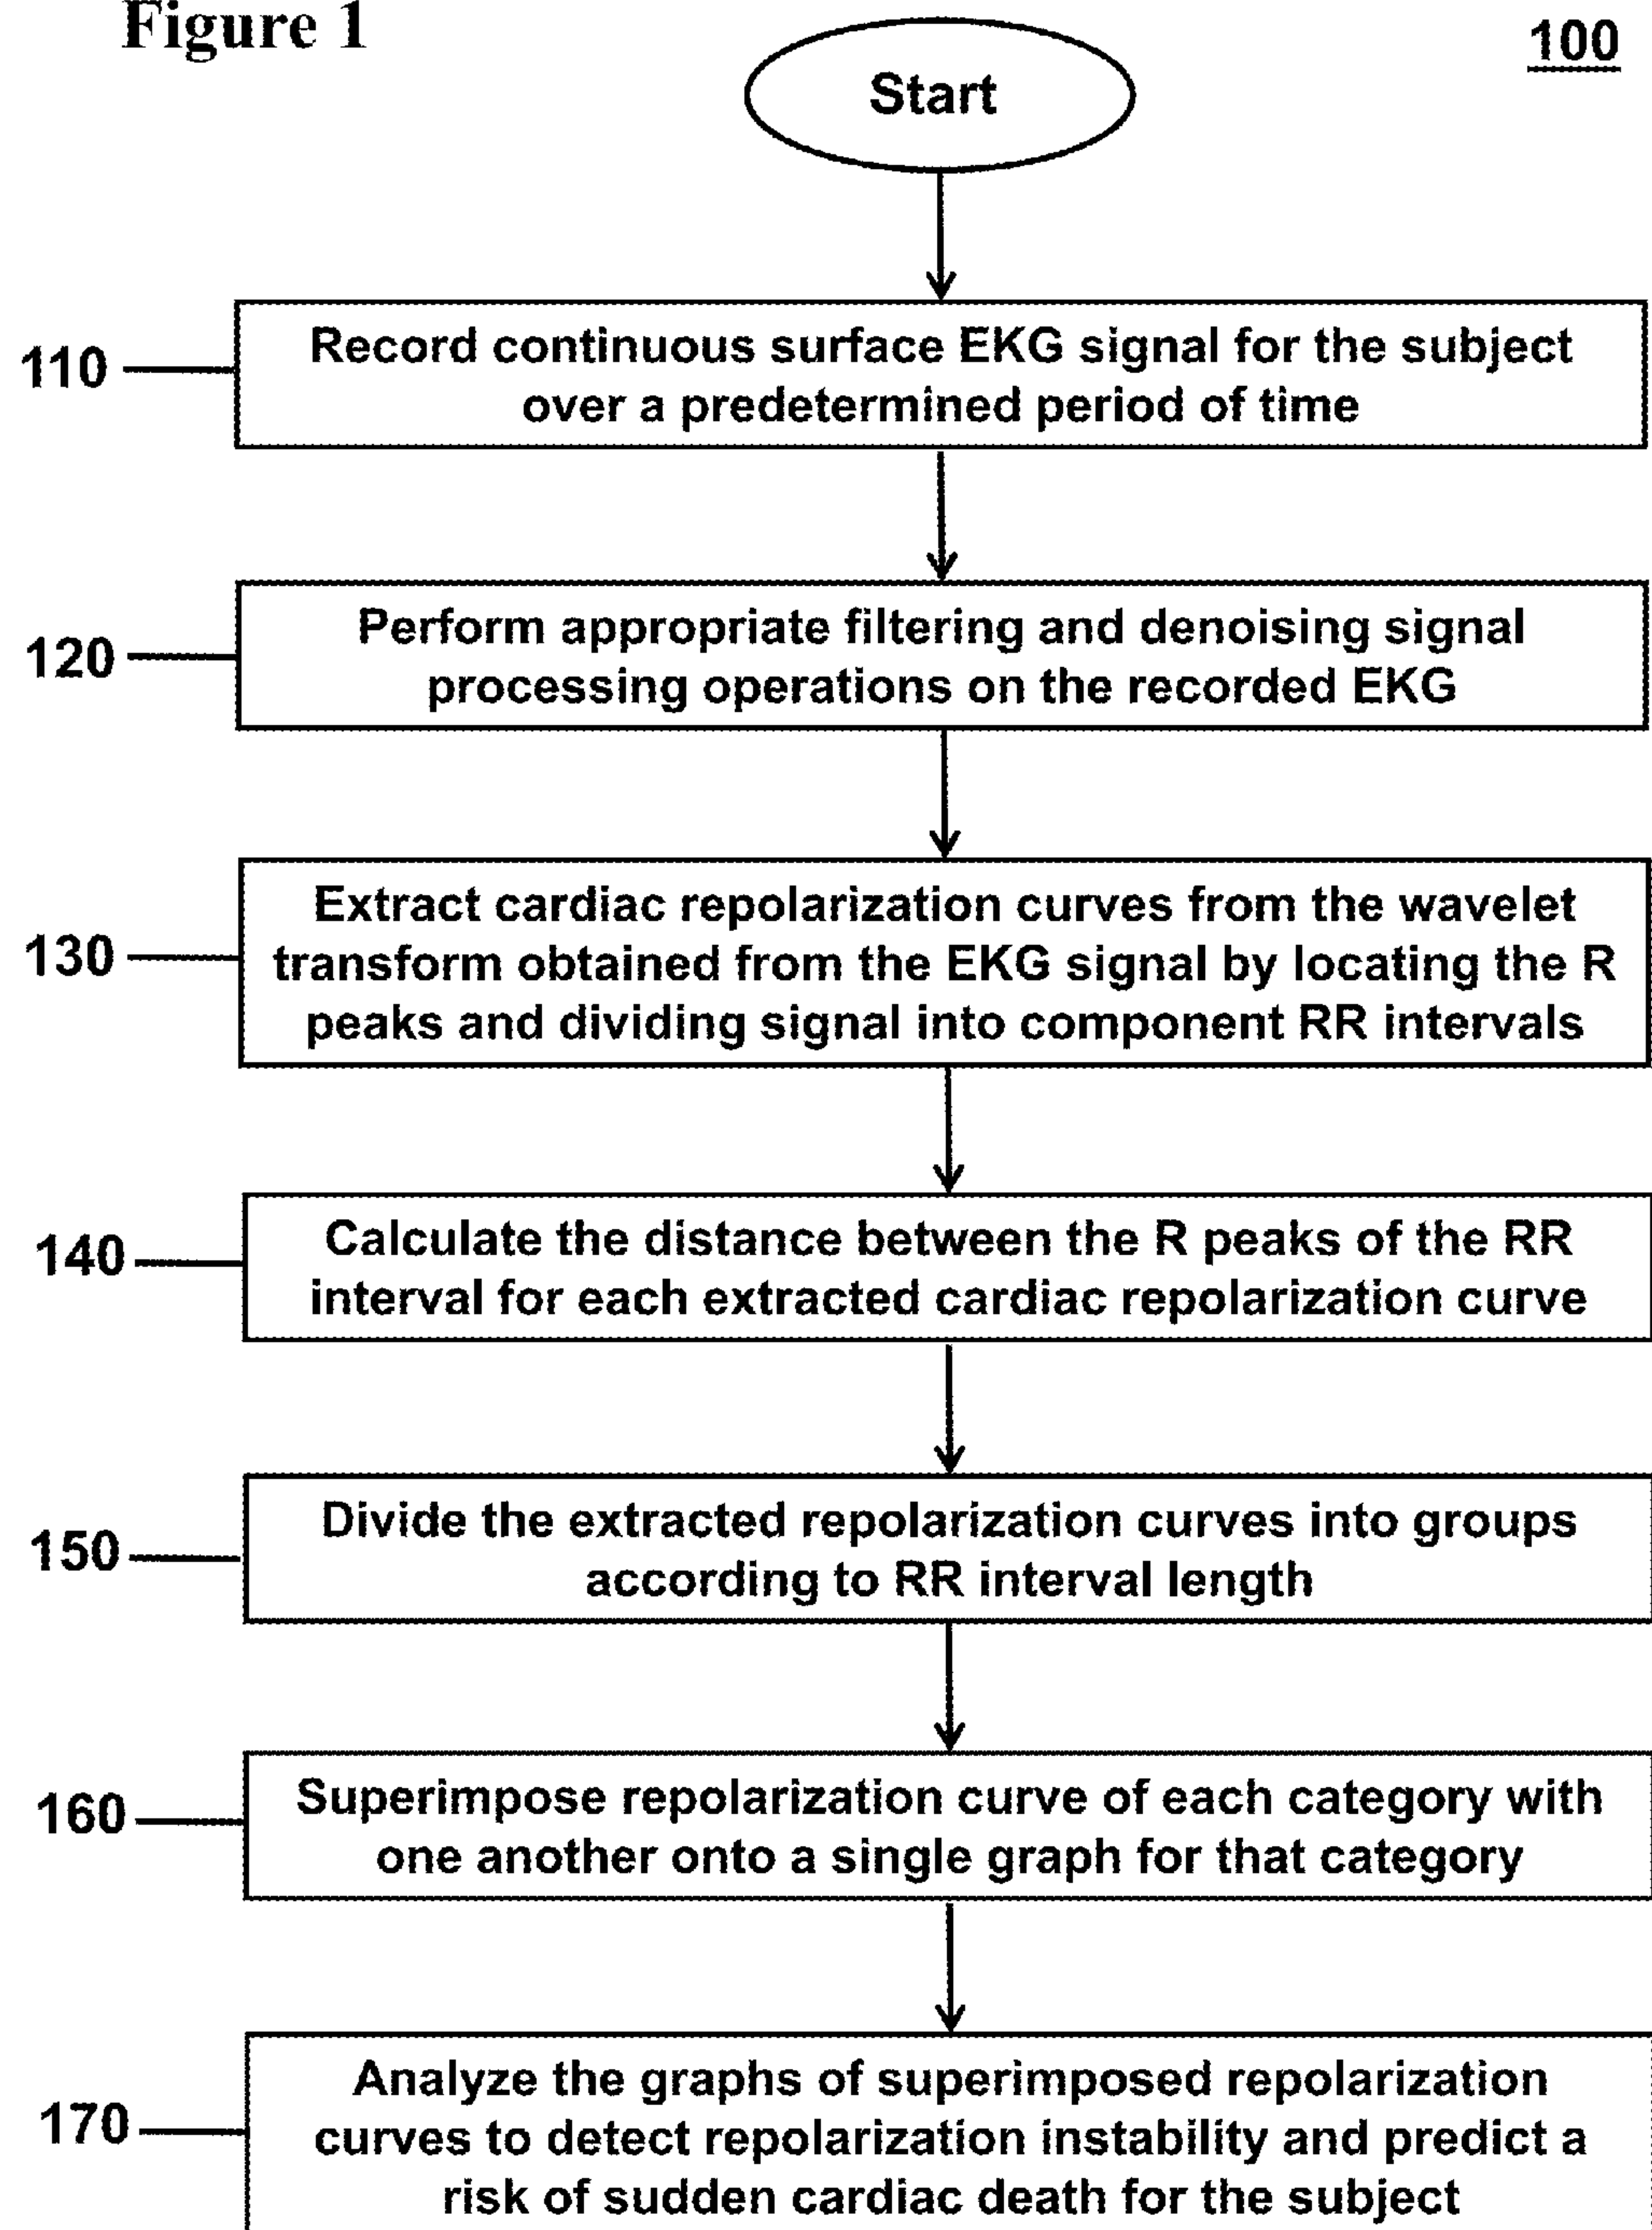 Figure 1
100
Start
110
Record continuous surface EKG signal for the subject
over a predetermined period of time
120
Perform appropriate filtering and denoising signal
processing operations on the recorded EKG
130
Extract cardiac repolarization curves from the wavelet
transform obtained from the EKG signal by locating the R
peaks and dividing signal into component RR intervals
140
Calculate the distance between the R peaks of the RR
interval for each extracted cardiac repolarization curve
150
Divide the extracted repolarization curves into groups
according to RR interval length
160
Superimpose repolarization curve of each category with
one another onto a single graph for that category
170
Analyze the graphs of superimposed repolarization
curves to detect repolarization instability and predict a
risk of sudden cardiac death for the subject